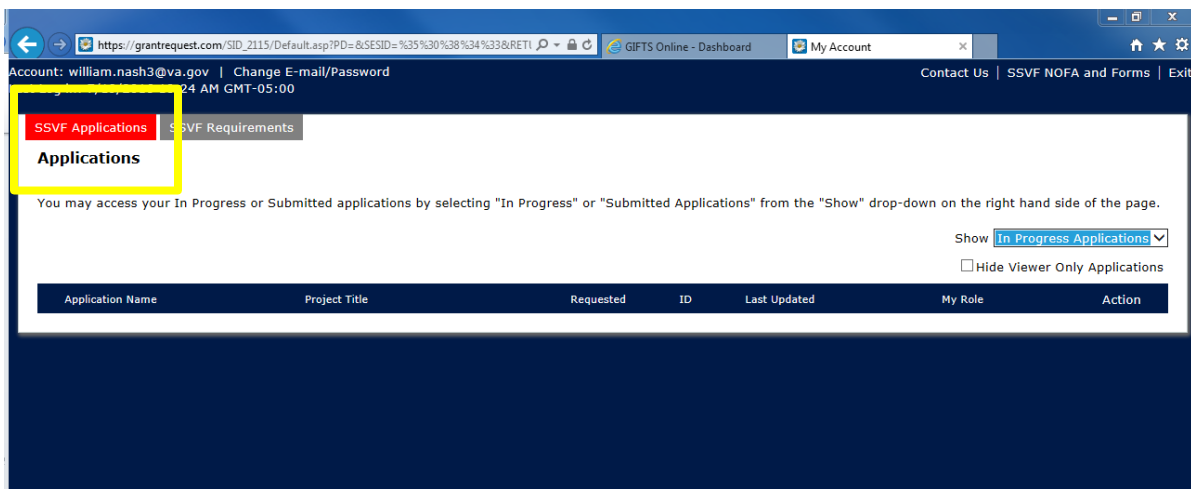 https://grantrequest.com/SID_2115/Default.asp?PD=&SESID=%35%30%38%34%33&RETU
GIFTS Online - Dashboard
My Account
Account: william.nash3@va.gov | Change E-mail/Password
Contact Us | SSVF NOFA and Forms | Exit
24 AM GMT-05:00
SSVF Applications
SSVF Requirements
Applications
You may access your In Progress or Submitted applications by selecting "In Progress" or "Submitted Applications" from the "Show" drop-down on the right hand side of the page.
Show In Progress Applications
Hide Viewer Only Applications
Application Name Project Title Requested ID Last Updated My Role Action